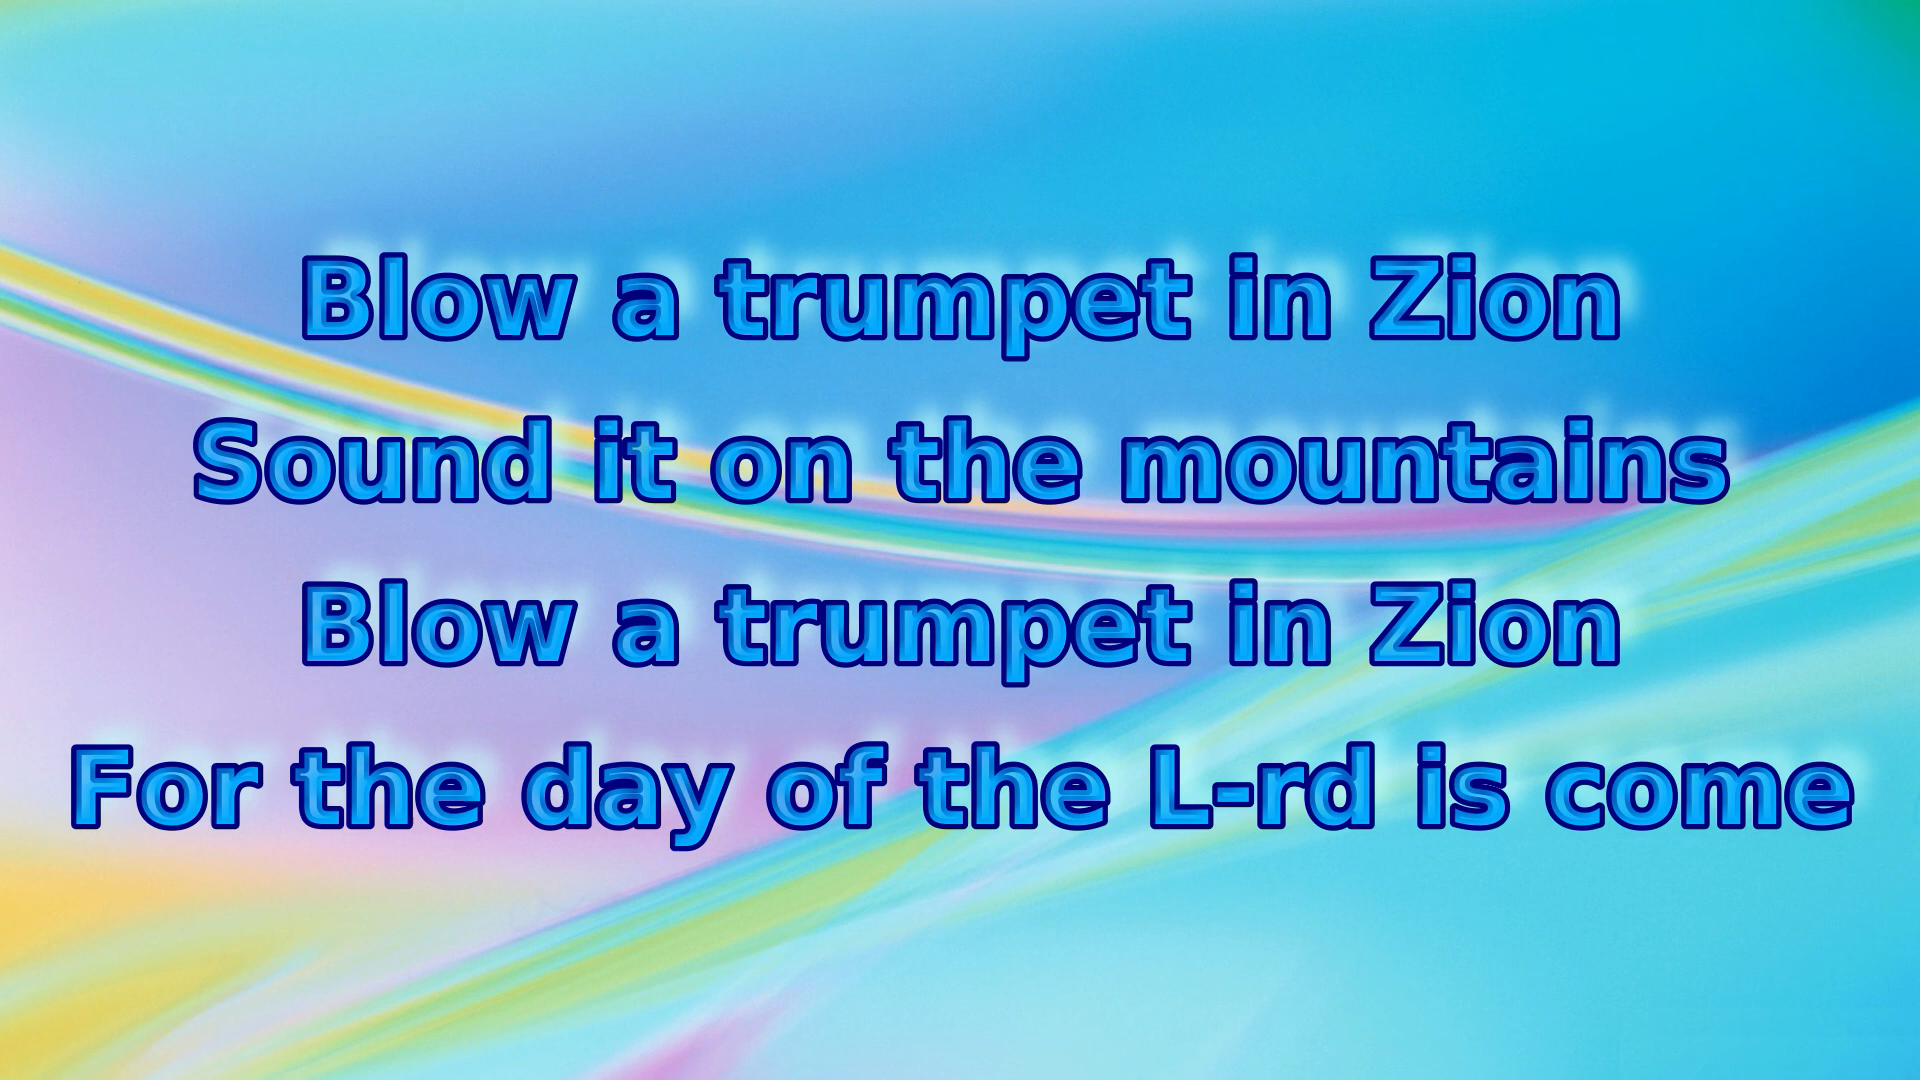 Blow a trumpet in Zion
Sound it on the mountains
Blow a trumpet in Zion
For the day of the L-rd is come